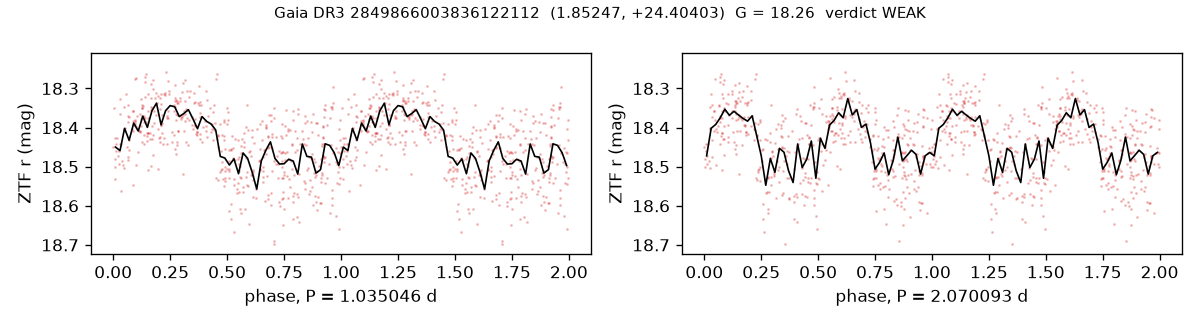 Gaia DR3 2849866003836122112 (1.85247, +24.40403) G = 18.26 verdict WEAK
ZTF r (mag)
18.3
18.4
18.5
18.6
18.7
0.00 0.25 0.50 0.75 1.00 1.25 1.50 1.75 2.00
phase, P = 1.035046 d
ZTF r (mag)
18.3
18.4
18.5
18.6
18.7
0.00 0.25 0.50 0.75 1.00 1.25 1.50 1.75 2.00
phase, P = 2.070093 d